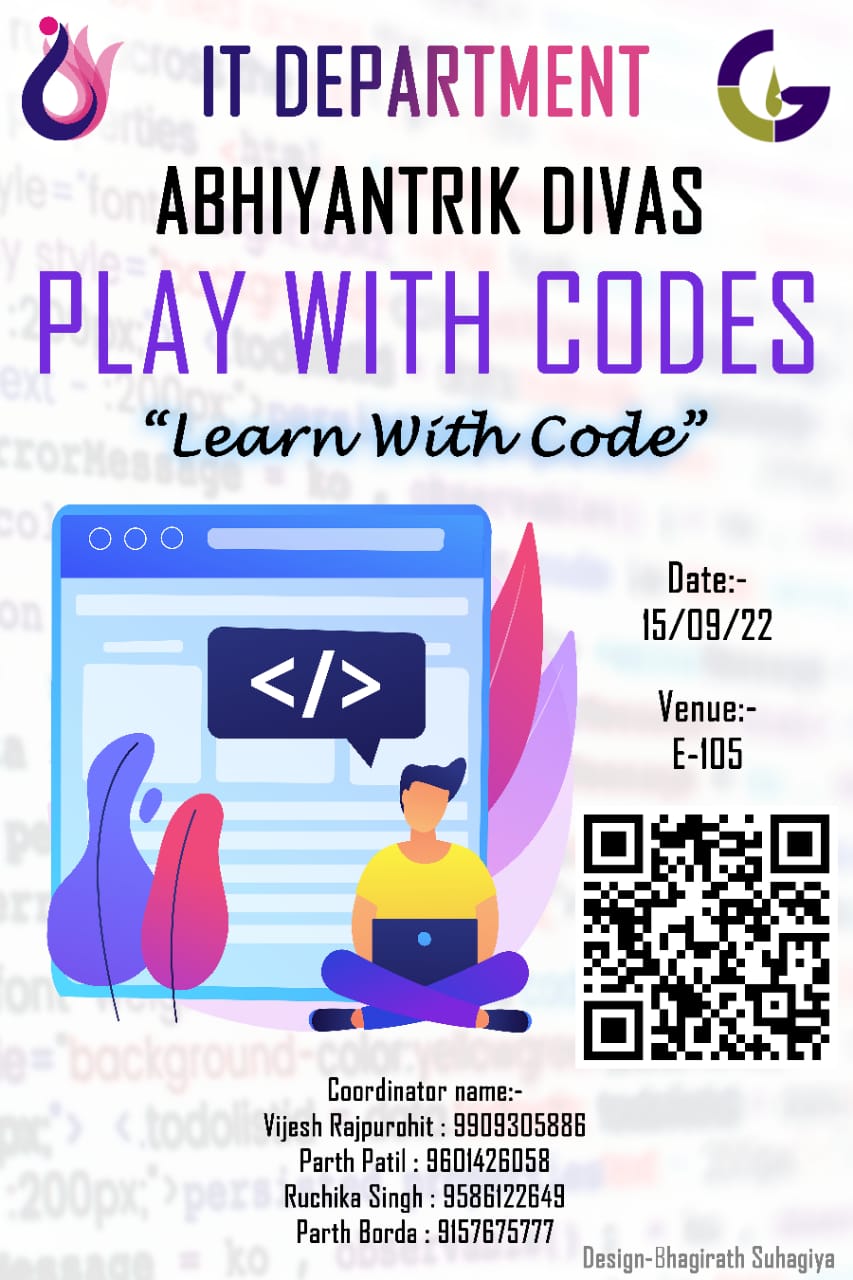 IT DEPARTMENT
ABHIYANTRIK DIVAS
PLAY WITH CODES
“Learn With Code”
</>
Date:-
15/09/22
Venue:-
E-105
Coordinator name:-
Vijesh Rajpurohit : 9909305886
Parth Patil : 9601426058
Ruchika Singh : 9586122649
Parth Borda : 9157675777
Design-Bhagirath Suhagiya